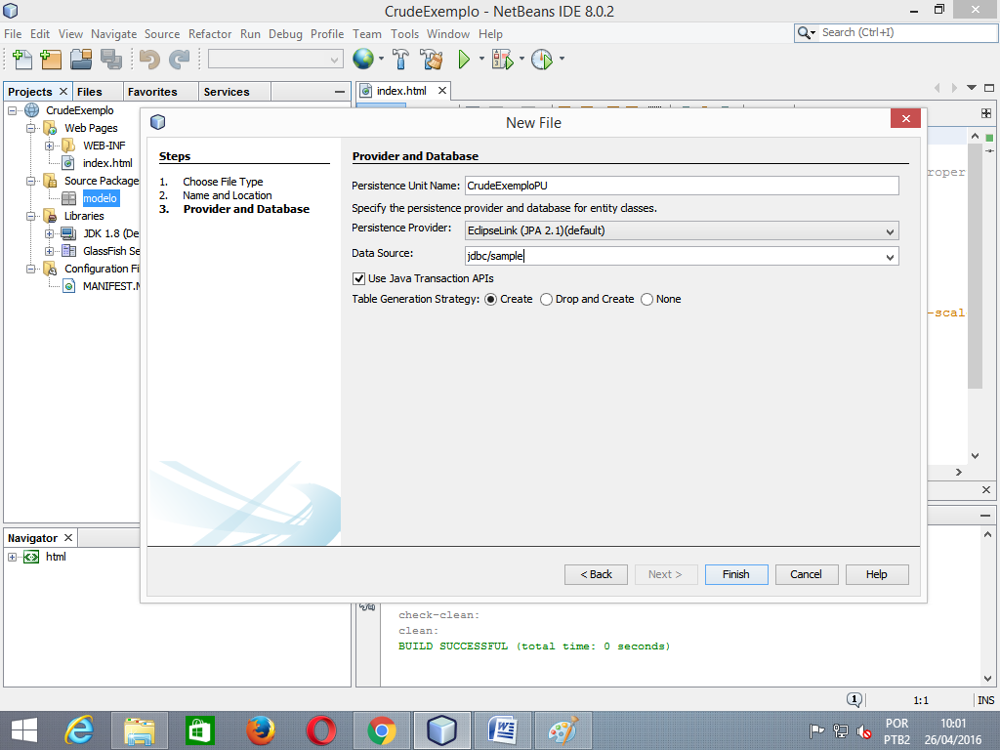 CrudeExemplo - NetBeans IDE 8.0.2
File Edit View Navigate Source Refactor Run Debug Profile Team Tools Window Help
Search (Ctrl+I)
Projects Files Favorites Services
index.html
CrudeExemplo
Web Pages
WEB-INF
index.html
Source Package
modelo
Libraries
JDK 1.8 (De
GlassFish Se
Configuration Fi
MANIFEST.M
New File
Steps
1. Choose File Type
2. Name and Location
3. Provider and Database
Provider and Database
Persistence Unit Name: CrudeExemploPU
Specify the persistence provider and database for entity classes.
Persistence Provider: EclipseLink (JPA 2.1)(default)
Data Source: jdbc/sample
Use Java Transaction APIs
Table Generation Strategy: Create Drop and Create None
roper
-scal
< Back Next > Finish Cancel Help
Navigator
html
check-clean:
clean:
BUILD SUCCESSFUL (total time: 0 seconds)
1 1:1 INS
POR
PTB2
10:01
26/04/2016